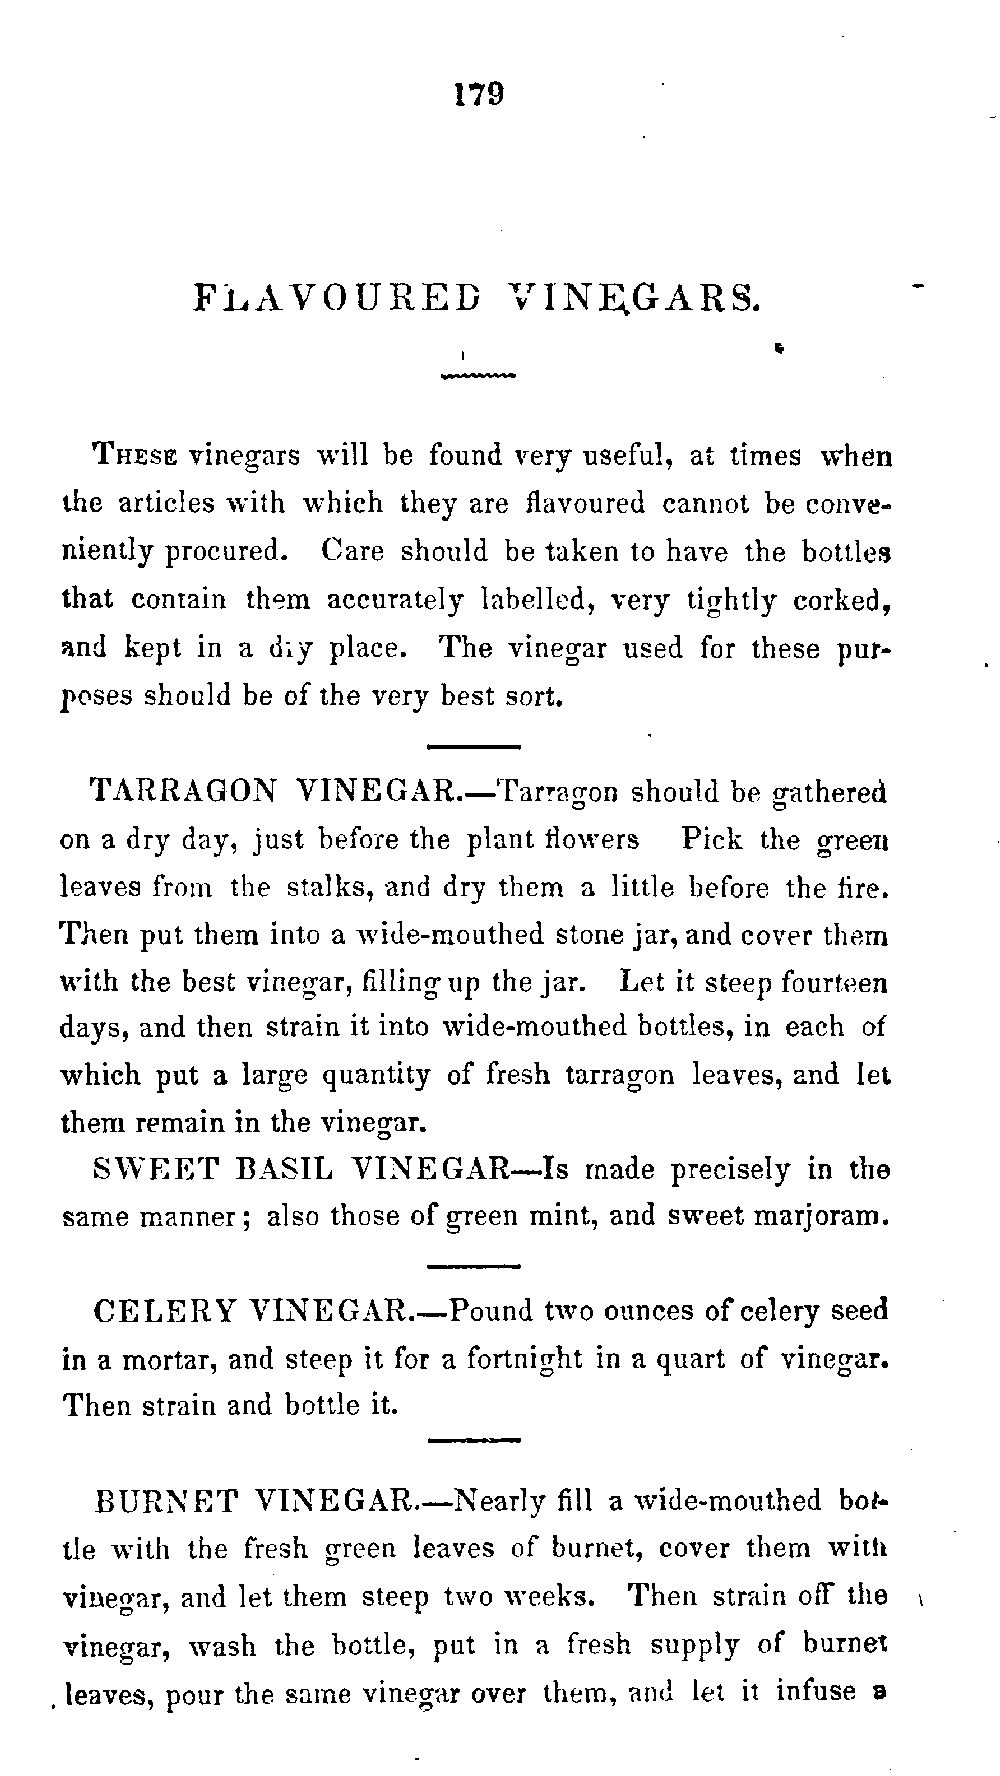 179
FLAVOURED VINEGARS.
THESE vinegars will be found very useful, at times when
the articles with which they are flavoured cannot be conve-
niently procured. Care should be taken to have the bottles
that contain them accurately labelled, very tightly corked,
and kept in a dry place. The vinegar used for these pur-
poses should be of the very best sort.
TARRAGON VINEGAR.—Tarragon should be gathered
on a dry day, just before the plant flowers Pick the green
leaves from the stalks, and dry them a little before the fire.
Then put them into a wide-mouthed stone jar, and cover them
with the best vinegar, filling up the jar. Let it steep fourteen
days, and then strain it into wide-mouthed bottles, in each of
which put a large quantity of fresh tarragon leaves, and let
them remain in the vinegar.
SWEET BASIL VINEGAR—Is made precisely in the
same manner; also those of green mint, and sweet marjoram.
CELERY VINEGAR.—Pound two ounces of celery seed
in a mortar, and steep it for a fortnight in a quart of vinegar.
Then strain and bottle it.
BURNET VINEGAR.—Nearly fill a wide-mouthed bot-
tle with the fresh green leaves of burnet, cover them with
vinegar, and let them steep two weeks. Then strain off the
vinegar, wash the bottle, put in a fresh supply of burnet
leaves, pour the same vinegar over them, and let it infuse a